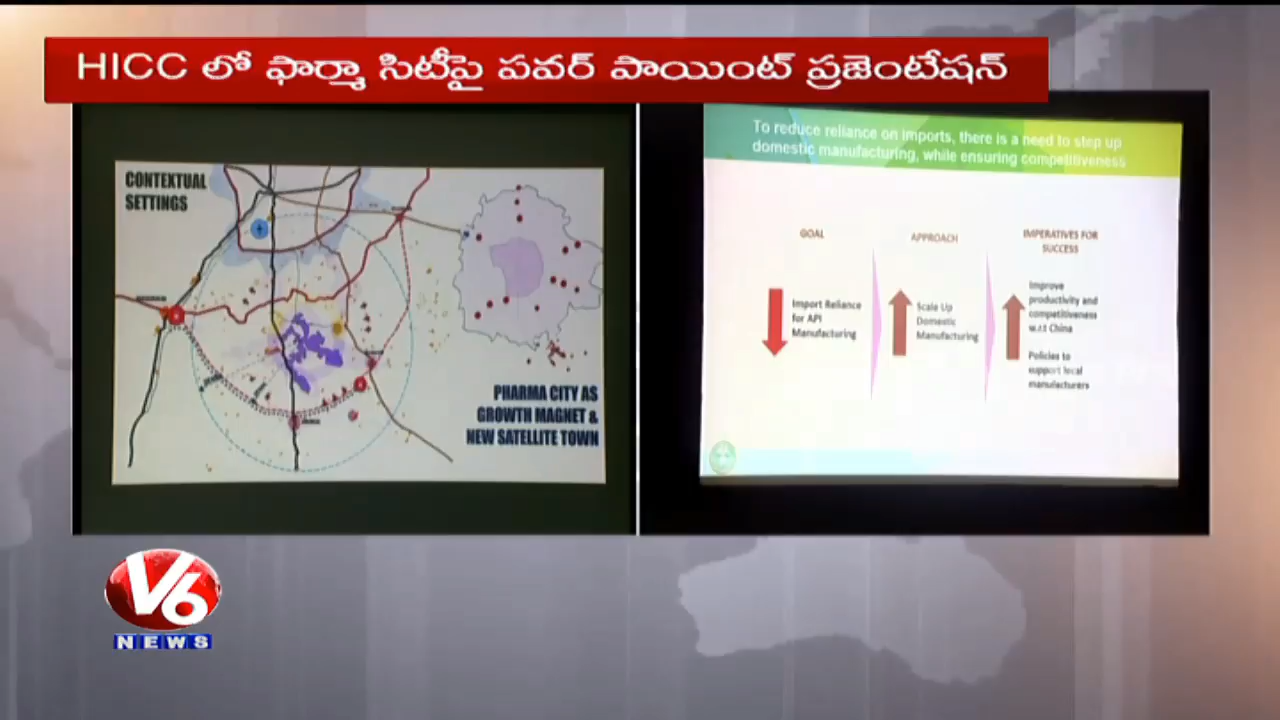 HICC లో ఫార్మా సిటీపై పవర్ పాయింట్ ప్రజెంటేషన్
CONTEXTUAL
SETTINGS
PHARMA CITY AS
GROWTH MAGNET &
NEW SATELLITE TOWN
To reduce reliance on imports, there is a need to step up
domestic manufacturing, while ensuring competitiveness
GOAL
Import Reliance
for API
Manufacturing
APPROACH
Scale Up
Domestic
Manufacturing
IMPERATIVES FOR
SUCCESS
Improve
productivity and
competitiveness
w.r.t China
Policies to
support local
manufacturers
V6
NEWS